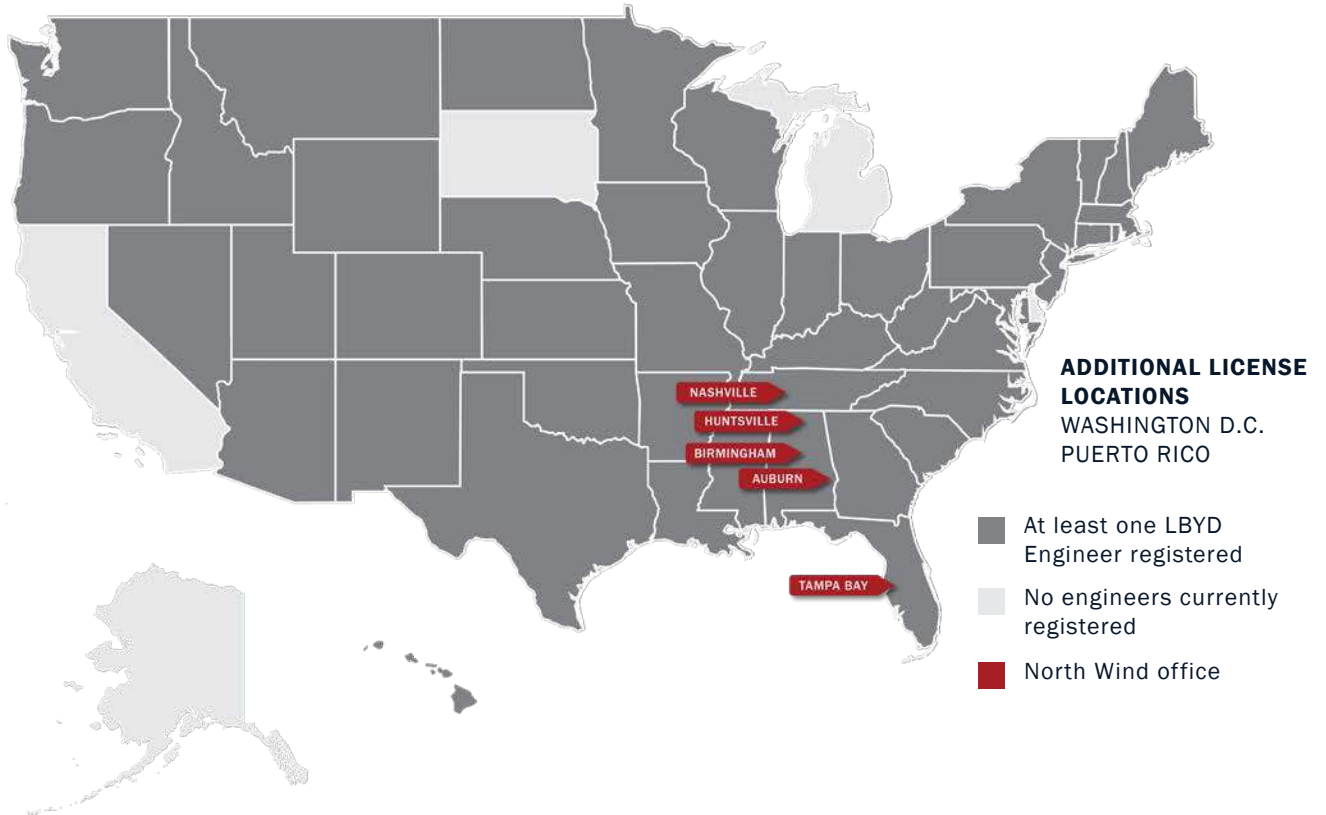 NASHVILLE
HUNTSVILLE
BIRMINGHAM
AUBURN
TAMPA BAY
ADDITIONAL LICENSE
LOCATIONS
WASHINGTON D.C.
PUERTO RICO
At least one LBYD
Engineer registered
No engineers currently
registered
North Wind office